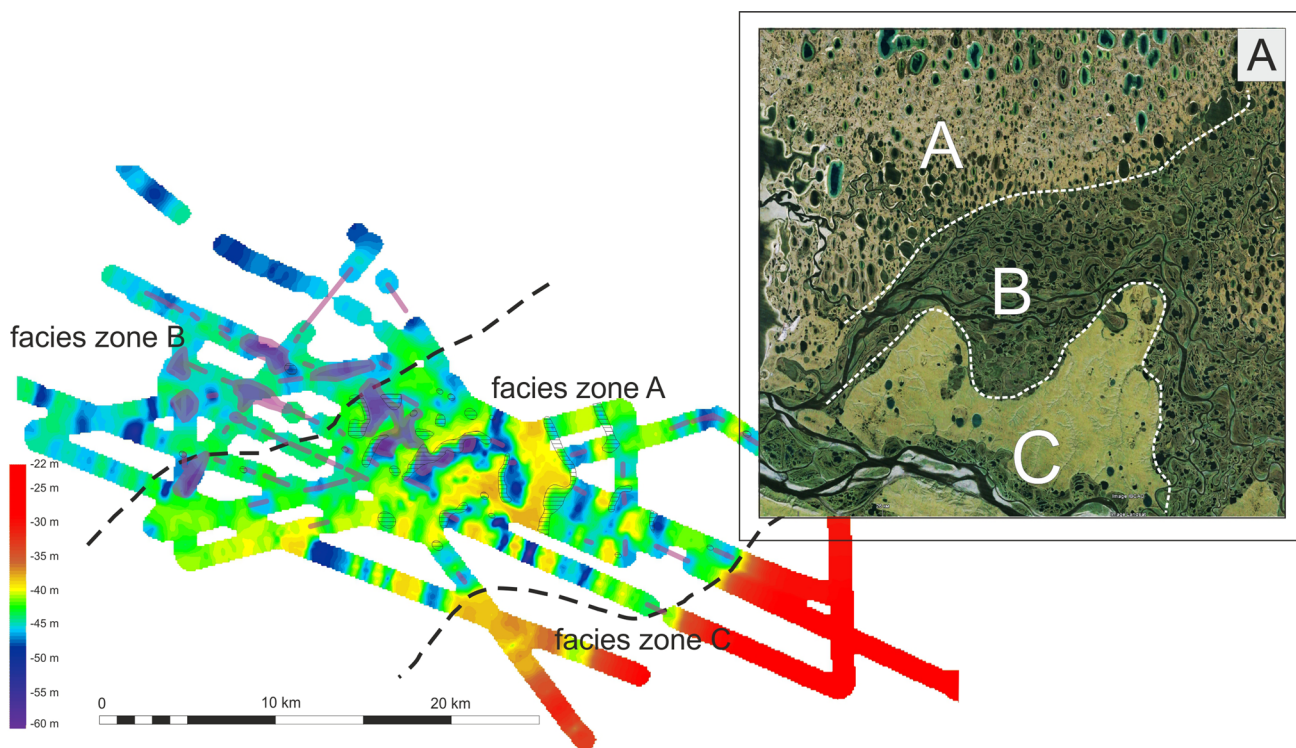 A
A
B
C
facies zone B
facies zone A
facies zone C
-22 m
-25 m
-30 m
-35 m
-40 m
-45 m
-50 m
-55 m
-60 m
0
10 km
20 km